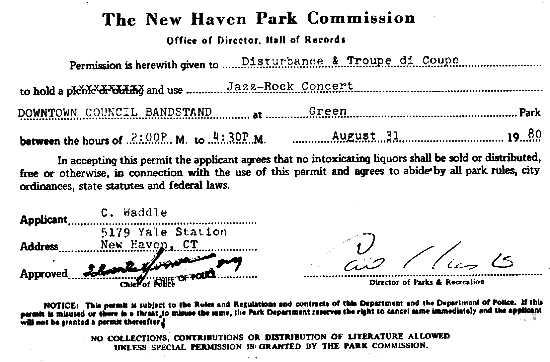 The New Haven Park Commission
Office of Director, Hall of Records
Permission is herewith given to Disturbance & Troupe di Coupe
to hold a picnic or outing and use Jazz-Rock Concert
DOWNTOWN COUNCIL BANDSTAND at Green Park
between the hours of 2:00P. M. to 4:30P M. August 31 19 80
In accepting this permit the applicant agrees that no intoxicating liquors shall be sold or distributed,
free or otherwise, in connection with the use of this permit and agrees to abide by all park rules, city
ordinances, state statutes and federal laws.
Applicant C. Waddle
5179 Yale Station
Address New Haven, CT
Approved
Chief of Police CHIEF OF POLICE
Director of Parks & Recreation
NOTICE: This permit is subject to the Rules and Regulations and contracts of this Department and the Department of Police. If this
permit is misused or there is a threat to misuse the same, the Park Department reserves the right to cancel same immediately and the applicant
will not be granted a permit thereafter.
NO COLLECTIONS, CONTRIBUTIONS OR DISTRIBUTION OF LITERATURE ALLOWED
UNLESS SPECIAL PERMISSION IS GRANTED BY THE PARK COMMISSION.